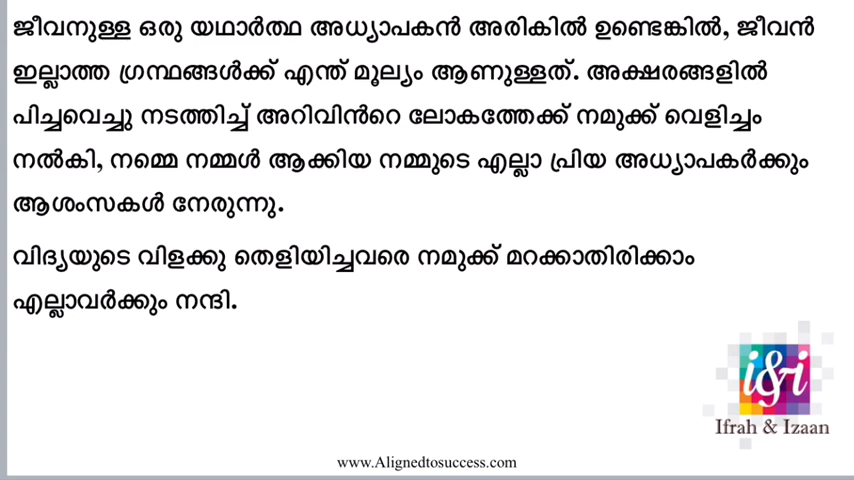 ജീവനുള്ള ഒരു യഥാർത്ഥ അധ്യാപകൻ അരികിൽ ഉണ്ടെങ്കിൽ, ജീവൻ
ഇല്ലാത്ത ഗ്രന്ഥങ്ങൾക്ക് എന്ത് മൂല്യം ആണുള്ളത്. അക്ഷരങ്ങളിൽ
പിച്ചവെച്ചു നടത്തിച്ച് അറിവിൻറെ ലോകത്തേക്ക് നമുക്ക് വെളിച്ചം
നൽകി, നമ്മെ നമ്മൾ ആക്കിയ നമ്മുടെ എല്ലാ പ്രിയ അധ്യാപകർക്കും
ആശംസകൾ നേരുന്നു.
വിദ്യയുടെ വിളക്കു തെളിയിച്ചവരെ നമുക്ക് മറക്കാതിരിക്കാം
എല്ലാവർക്കും നന്ദി.
i&i
Ifrah & Izaan
www.Alignedtosuccess.com